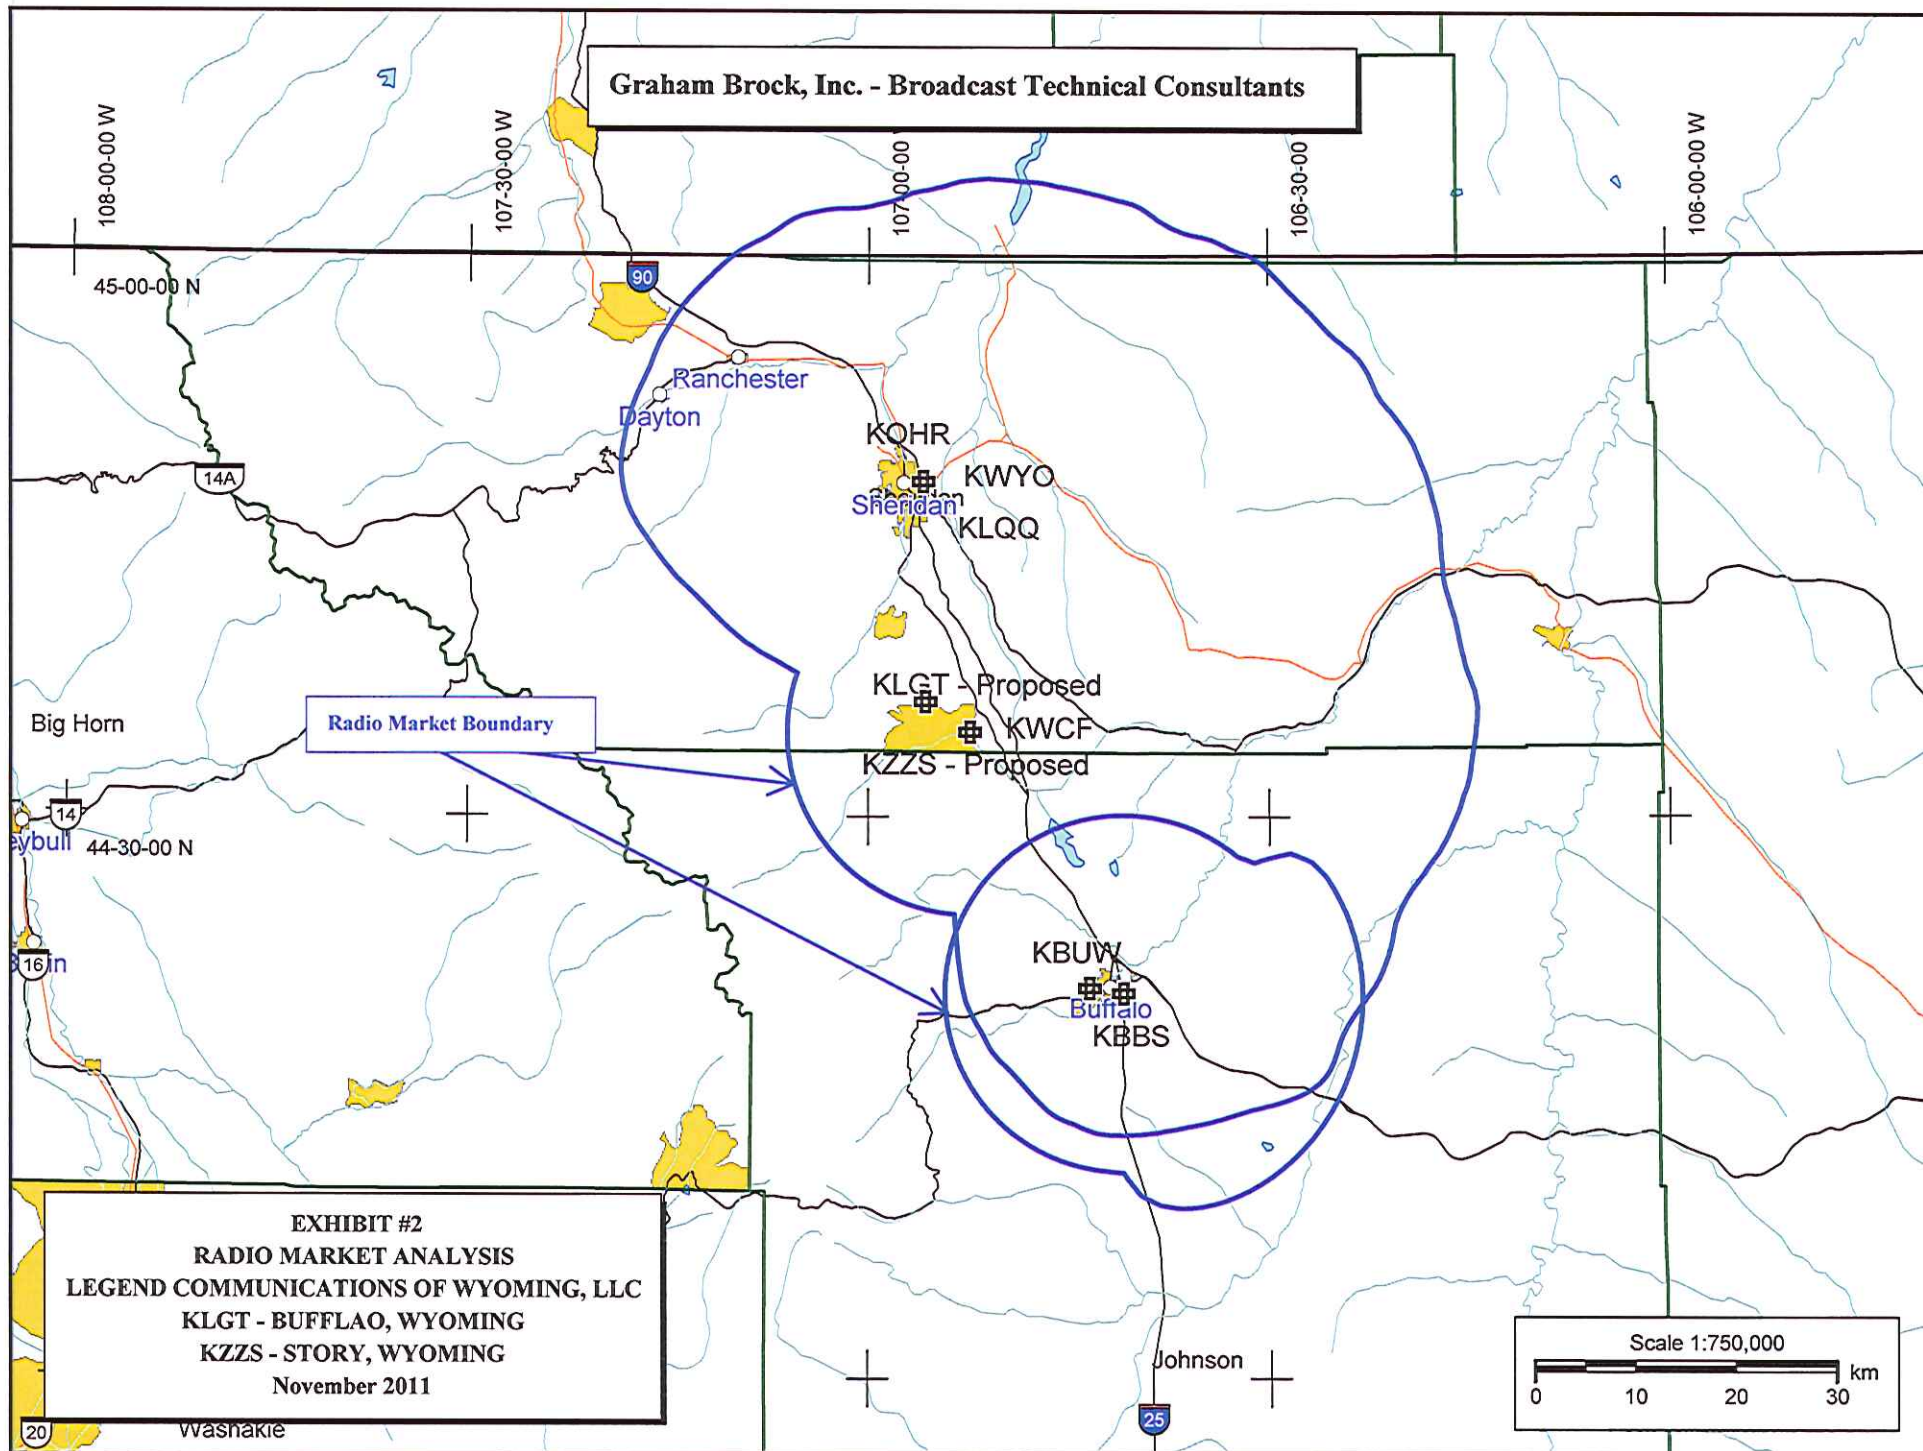 Graham Brock, Inc. - Broadcast Technical Consultants
108-00-00 W
107-30-00 W
107-00-00
106-30-00
106-00-00 W
45-00-00 N
90
Ranchester
Dayton
KOHR
KWYO
14A
Sheridan
KLQQ
KLGT - Proposed
Big Horn
Radio Market Boundary
KWCF
KZZS - Proposed
14
eybull
44-30-00 N
KBUW
16
in
Buffalo
KBBS
EXHIBIT #2
RADIO MARKET ANALYSIS
LEGEND COMMUNICATIONS OF WYOMING, LLC
KLGT - BUFFLAO, WYOMING
KZZS - STORY, WYOMING
November 2011
Johnson
Scale 1:750,000
km
0 10 20 30
20
Washakie
25